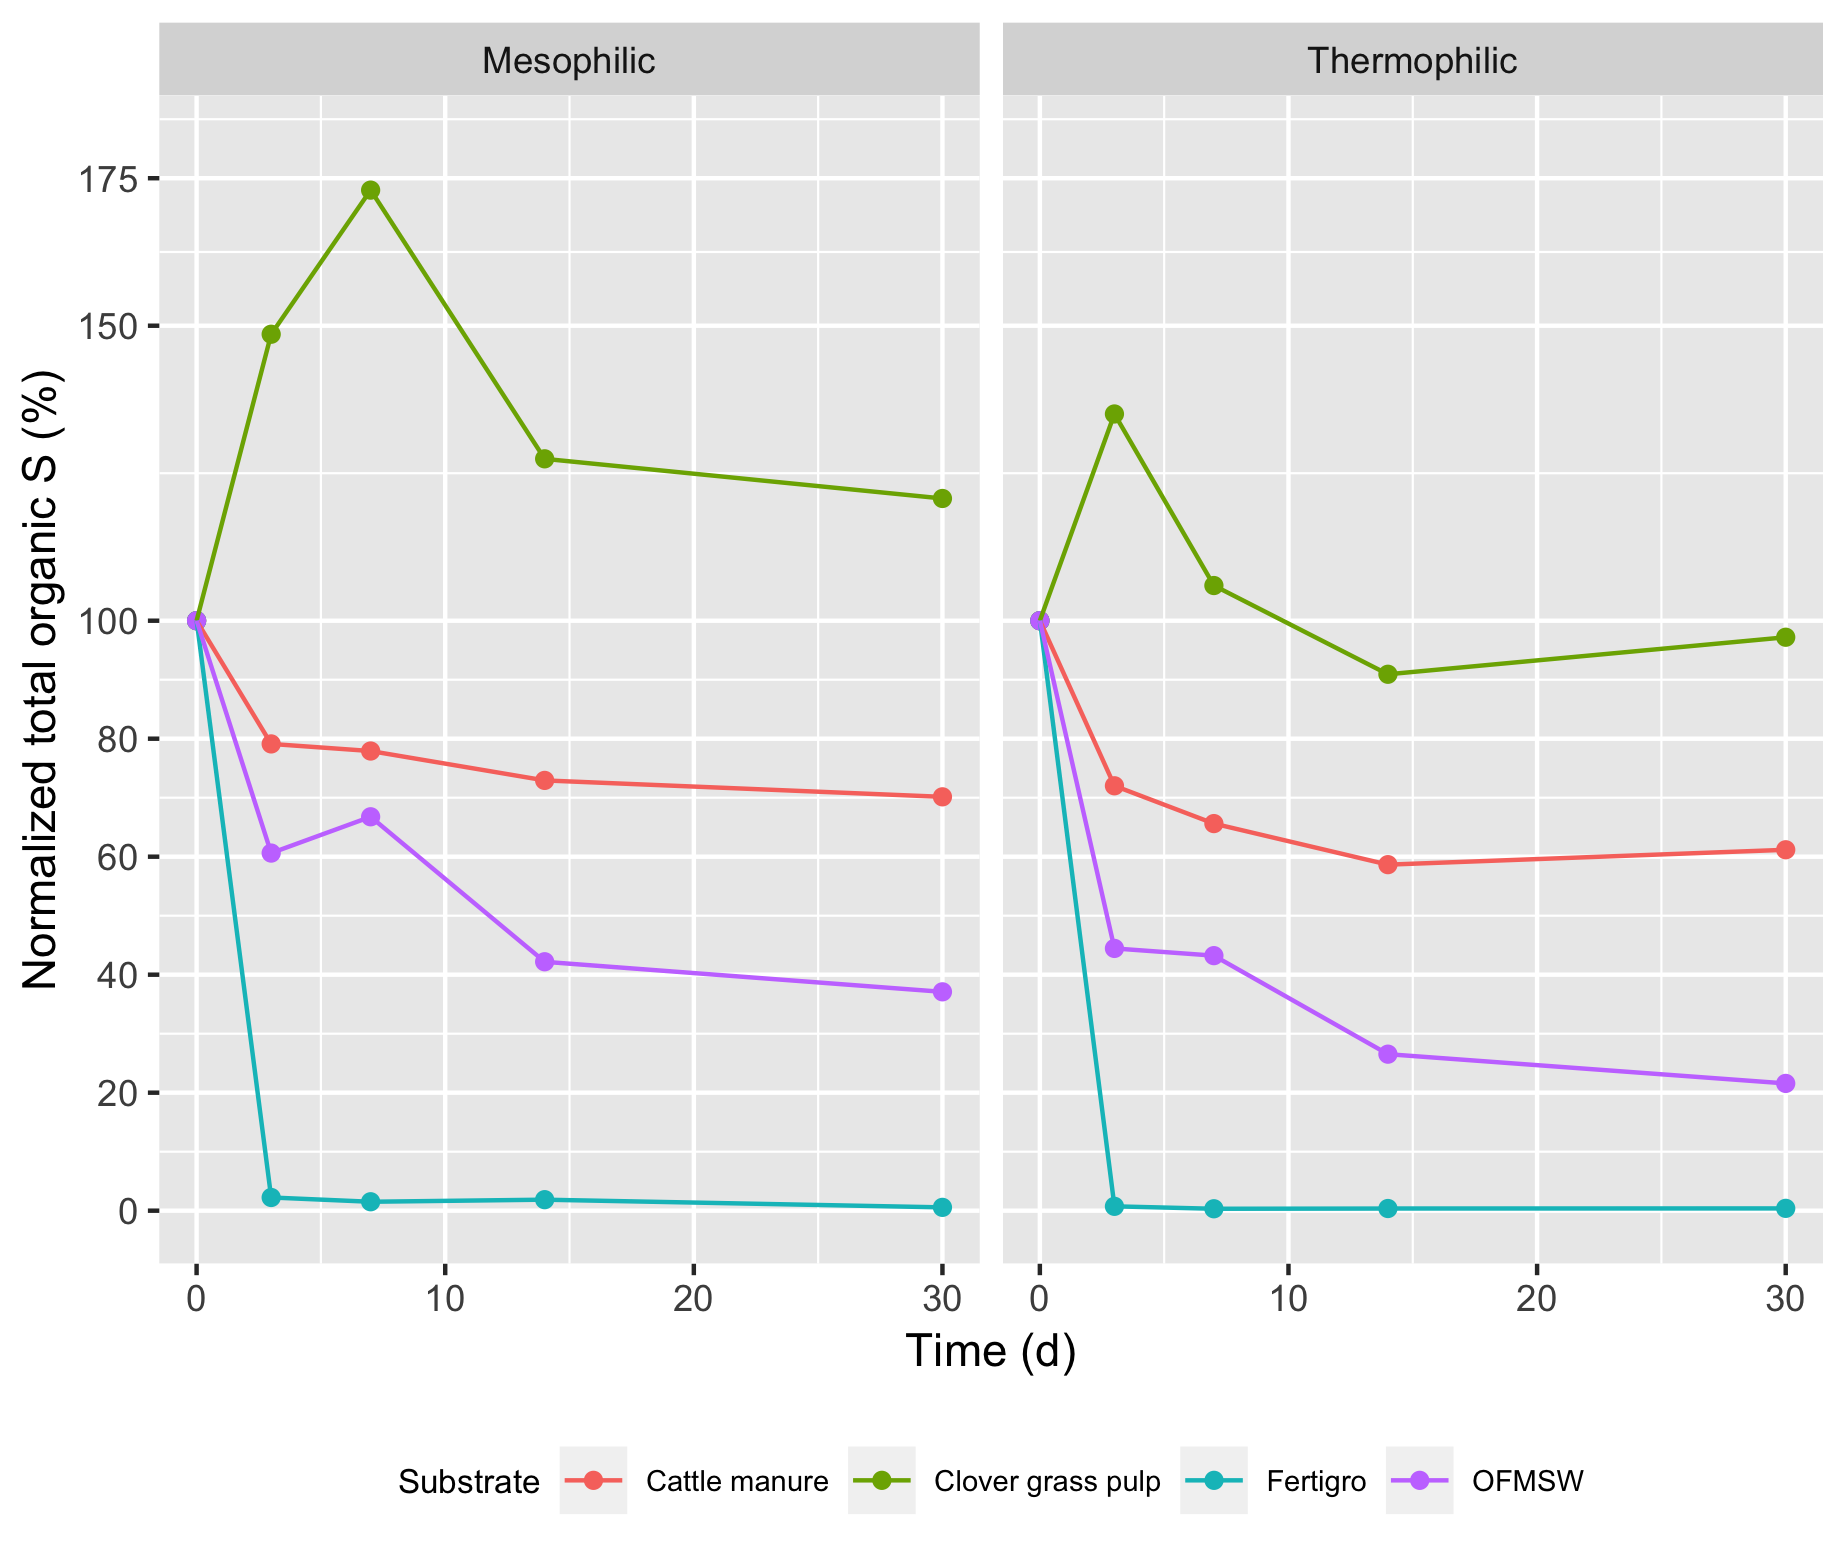 Mesophilic
Thermophilic
Normalized total organic S (%)
175
150
100
80
60
40
20
0
0 10 20 30
0 10 20 30
Time (d)
Substrate Cattle manure Clover grass pulp Fertigro OFMSW